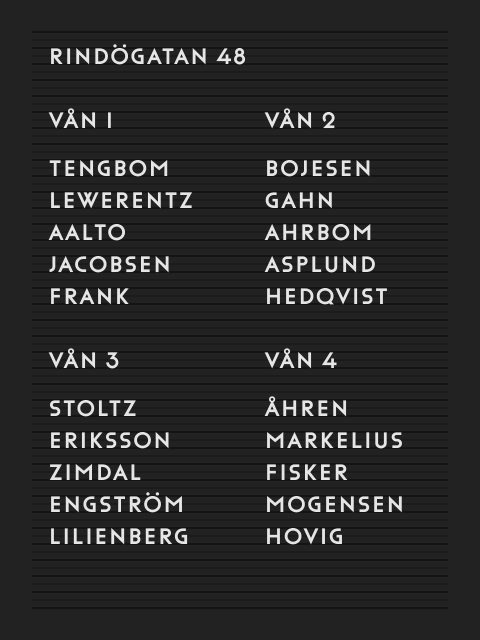 RINDÖGATAN 48
VÅN 1
TENGBOM
LEWERENTZ
AALTO
JACOBSEN
FRANK
VÅN 2
BOJESEN
GAHN
AHRBOM
ASPLUND
HEDQVIST
VÅN 3
STOLTZ
ERIKSSON
ZIMDAL
ENGSTRÖM
LILIENBERG
VÅN 4
ÅHREN
MARKELIUS
FISKER
MOGENSEN
HOVIG